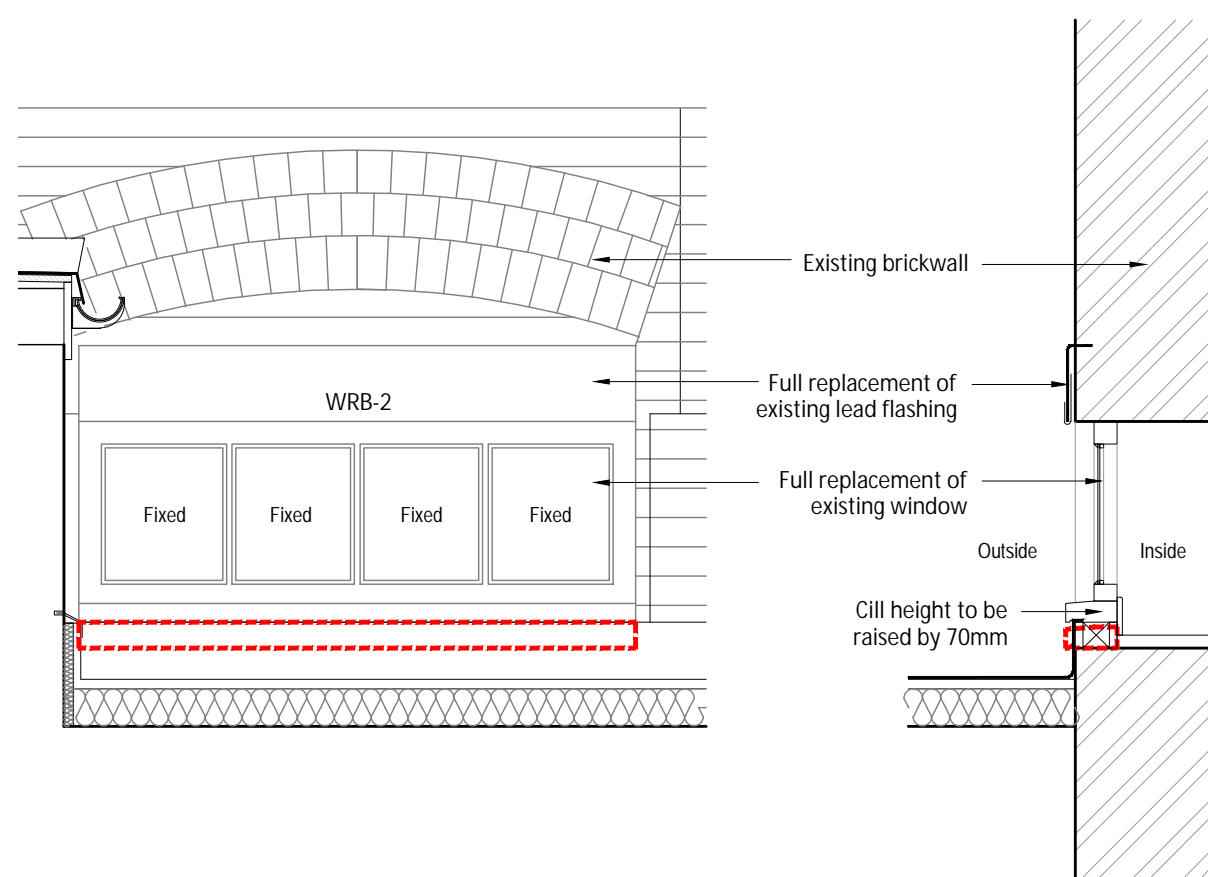 Existing brickwall
Full replacement of
existing lead flashing
WRB-2
Full replacement of
existing window
Fixed
Fixed
Fixed
Fixed
Outside
Inside
Cill height to be
raised by 70mm